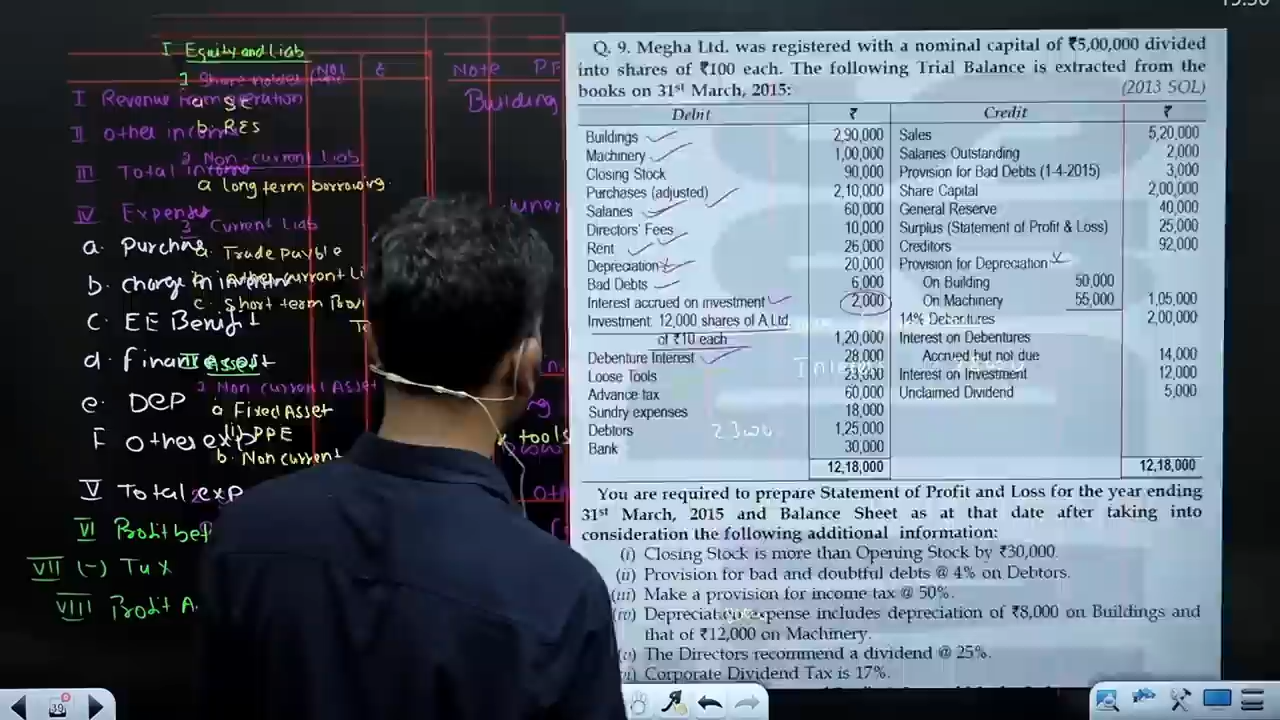 I Equity and Liab
Note
Building
I Revenue
a. SE
II Other
b. RES
2 Non-current Liab
III Total
a long term borrowing
IV Expense
3 Current Liab
a. Purchase
a. Trade payble
b. change
c. Short term Prov
c. EE Benifit
d. Finan
II Asset
1 Non current Asset
e. DEP
a Fixed Asset
(i) PPE
F other exp
b. Non current
tools
V Total exp
VI Profit bef
VII (-) Tax
VIII Profit A.
Q. 9. Megha Ltd. was registered with a nominal capital of ₹5,00,000 divided
into shares of ₹100 each. The following Trial Balance is extracted from the
books on 31st March, 2015: (2013 SOL)
Debit ₹ Credit ₹
Buildings 2,90,000 Sales 5,20,000
Machinery 1,00,000 Salaries Outstanding 2,000
Closing Stock 90,000 Provision for Bad Debts (1-4-2015) 3,000
Purchases (adjusted) 2,10,000 Share Capital 2,00,000
Salaries 60,000 General Reserve 40,000
Directors' Fees 10,000 Surplus (Statement of Profit & Loss) 25,000
Rent 26,000 Creditors 92,000
Depreciation 20,000 Provision for Depreciation
Bad Debts 6,000 On Building 50,000
Interest accrued on investment 2,000 On Machinery 55,000 1,05,000
Investment: 12,000 shares of A Ltd. 14% Debentures 2,00,000
of ₹10 each 1,20,000 Interest on Debentures
Debenture Interest 28,000 Accrued but not due 14,000
Loose Tools 23,000 Interest on Investment 12,000
Advance tax 60,000 Unclaimed Dividend 5,000
Sundry expenses 18,000
Debtors 1,25,000
Bank 30,000
12,18,000 12,18,000
You are required to prepare Statement of Profit and Loss for the year ending
31st March, 2015 and Balance Sheet as at that date after taking into
consideration the following additional information:
(i) Closing Stock is more than Opening Stock by ₹30,000.
(ii) Provision for bad and doubtful debts @ 4% on Debtors.
(iii) Make a provision for income tax @ 50%.
(iv) Depreciation expense includes depreciation of ₹8,000 on Buildings and
that of ₹12,000 on Machinery.
(v) The Directors recommend a dividend @ 25%.
(vi) Corporate Dividend Tax is 17%.
39